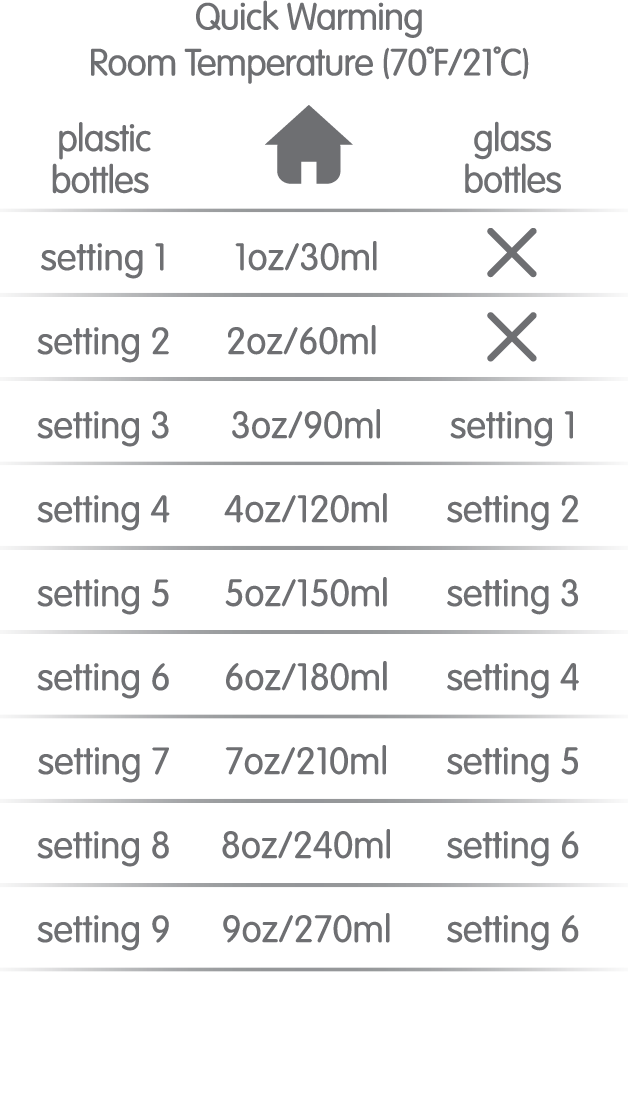 Quick Warming
Room Temperature (70°F/21°C)
plastic bottles glass bottles
setting 1 1oz/30ml
setting 2 2oz/60ml
setting 3 3oz/90ml setting 1
setting 4 4oz/120ml setting 2
setting 5 5oz/150ml setting 3
setting 6 6oz/180ml setting 4
setting 7 7oz/210ml setting 5
setting 8 8oz/240ml setting 6
setting 9 9oz/270ml setting 6